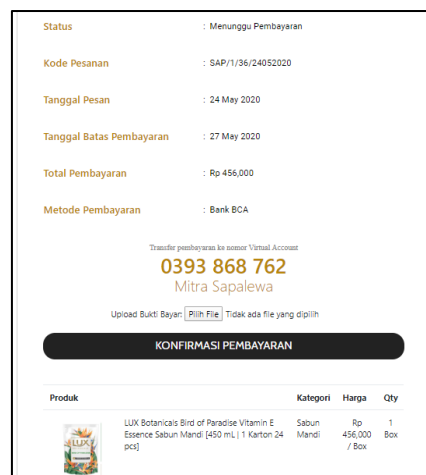 Status : Menunggu Pembayaran
Kode Pesanan : SAP/1/36/24052020
Tanggal Pesan : 24 May 2020
Tanggal Batas Pembayaran : 27 May 2020
Total Pembayaran : Rp 456,000
Metode Pembayaran : Bank BCA
Transfer pembayaran ke nomor Virtual Account
0393 868 762
Mitra Sapalewa
Upload Bukti Bayar: Pilih File Tidak ada file yang dipilih
KONFIRMASI PEMBAYARAN
Produk Kategori Harga Qty
LUX Botanicals Bird of Paradise Vitamin E Sabun Rp 1
Essence Sabun Mandi [450 mL | 1 Karton 24 Mandi 456,000 Box
pcs] / Box
LUX